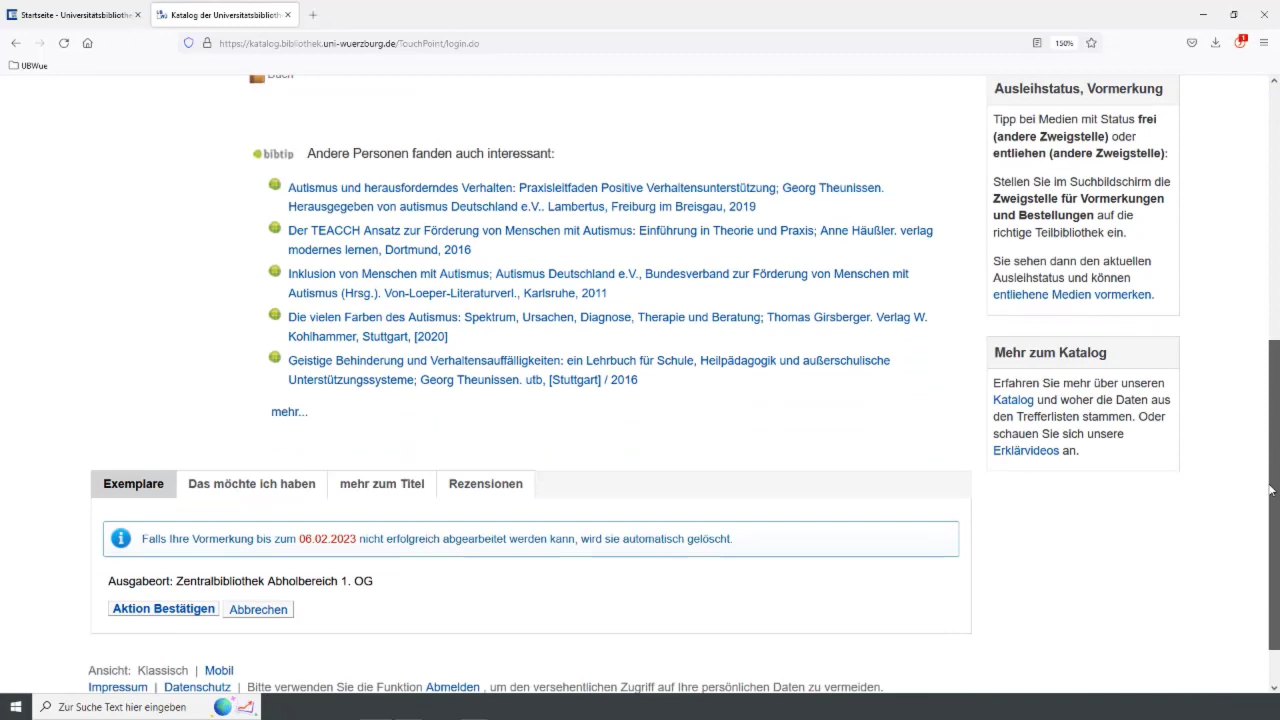 Startseite - Universitätsbiblioth
Katalog der Universitätsbiblioth
https://katalog.bibliothek.uni-wuerzburg.de/TouchPoint/login.do
150%
1
UBWue
Buch
bibtip Andere Personen fanden auch interessant:
Autismus und herausforderndes Verhalten: Praxisleitfaden Positive Verhaltensunterstützung; Georg Theunissen.
Herausgegeben von autismus Deutschland e.V.. Lambertus, Freiburg im Breisgau, 2019
Der TEACCH Ansatz zur Förderung von Menschen mit Autismus: Einführung in Theorie und Praxis; Anne Häußler. verlag
modernes lernen, Dortmund, 2016
Inklusion von Menschen mit Autismus; Autismus Deutschland e.V., Bundesverband zur Förderung von Menschen mit
Autismus (Hrsg.). Von-Loeper-Literaturverl., Karlsruhe, 2011
Die vielen Farben des Autismus: Spektrum, Ursachen, Diagnose, Therapie und Beratung; Thomas Girsberger. Verlag W.
Kohlhammer, Stuttgart, [2020]
Geistige Behinderung und Verhaltensauffälligkeiten: ein Lehrbuch für Schule, Heilpädagogik und außerschulische
Unterstützungssysteme; Georg Theunissen. utb, [Stuttgart] / 2016
mehr...
Ausleihstatus, Vormerkung
Tipp bei Medien mit Status frei
(andere Zweigstelle) oder
entliehen (andere Zweigstelle):
Stellen Sie im Suchbildschirm die
Zweigstelle für Vormerkungen
und Bestellungen auf die
richtige Teilbibliothek ein.
Sie sehen dann den aktuellen
Ausleihstatus und können
entliehene Medien vormerken.
Mehr zum Katalog
Erfahren Sie mehr über unseren
Katalog und woher die Daten aus
den Trefferlisten stammen. Oder
schauen Sie sich unsere
Erklärvideos an.
Exemplare Das möchte ich haben mehr zum Titel Rezensionen
Falls Ihre Vormerkung bis zum 06.02.2023 nicht erfolgreich abgearbeitet werden kann, wird sie automatisch gelöscht.
Ausgabeort: Zentralbibliothek Abholbereich 1. OG
Aktion Bestätigen Abbrechen
Ansicht: Klassisch | Mobil
Impressum | Datenschutz | Bitte verwenden Sie die Funktion Abmelden , um den versehentlichen Zugriff auf Ihre persönlichen Daten zu vermeiden.
Zur Suche Text hier eingeben